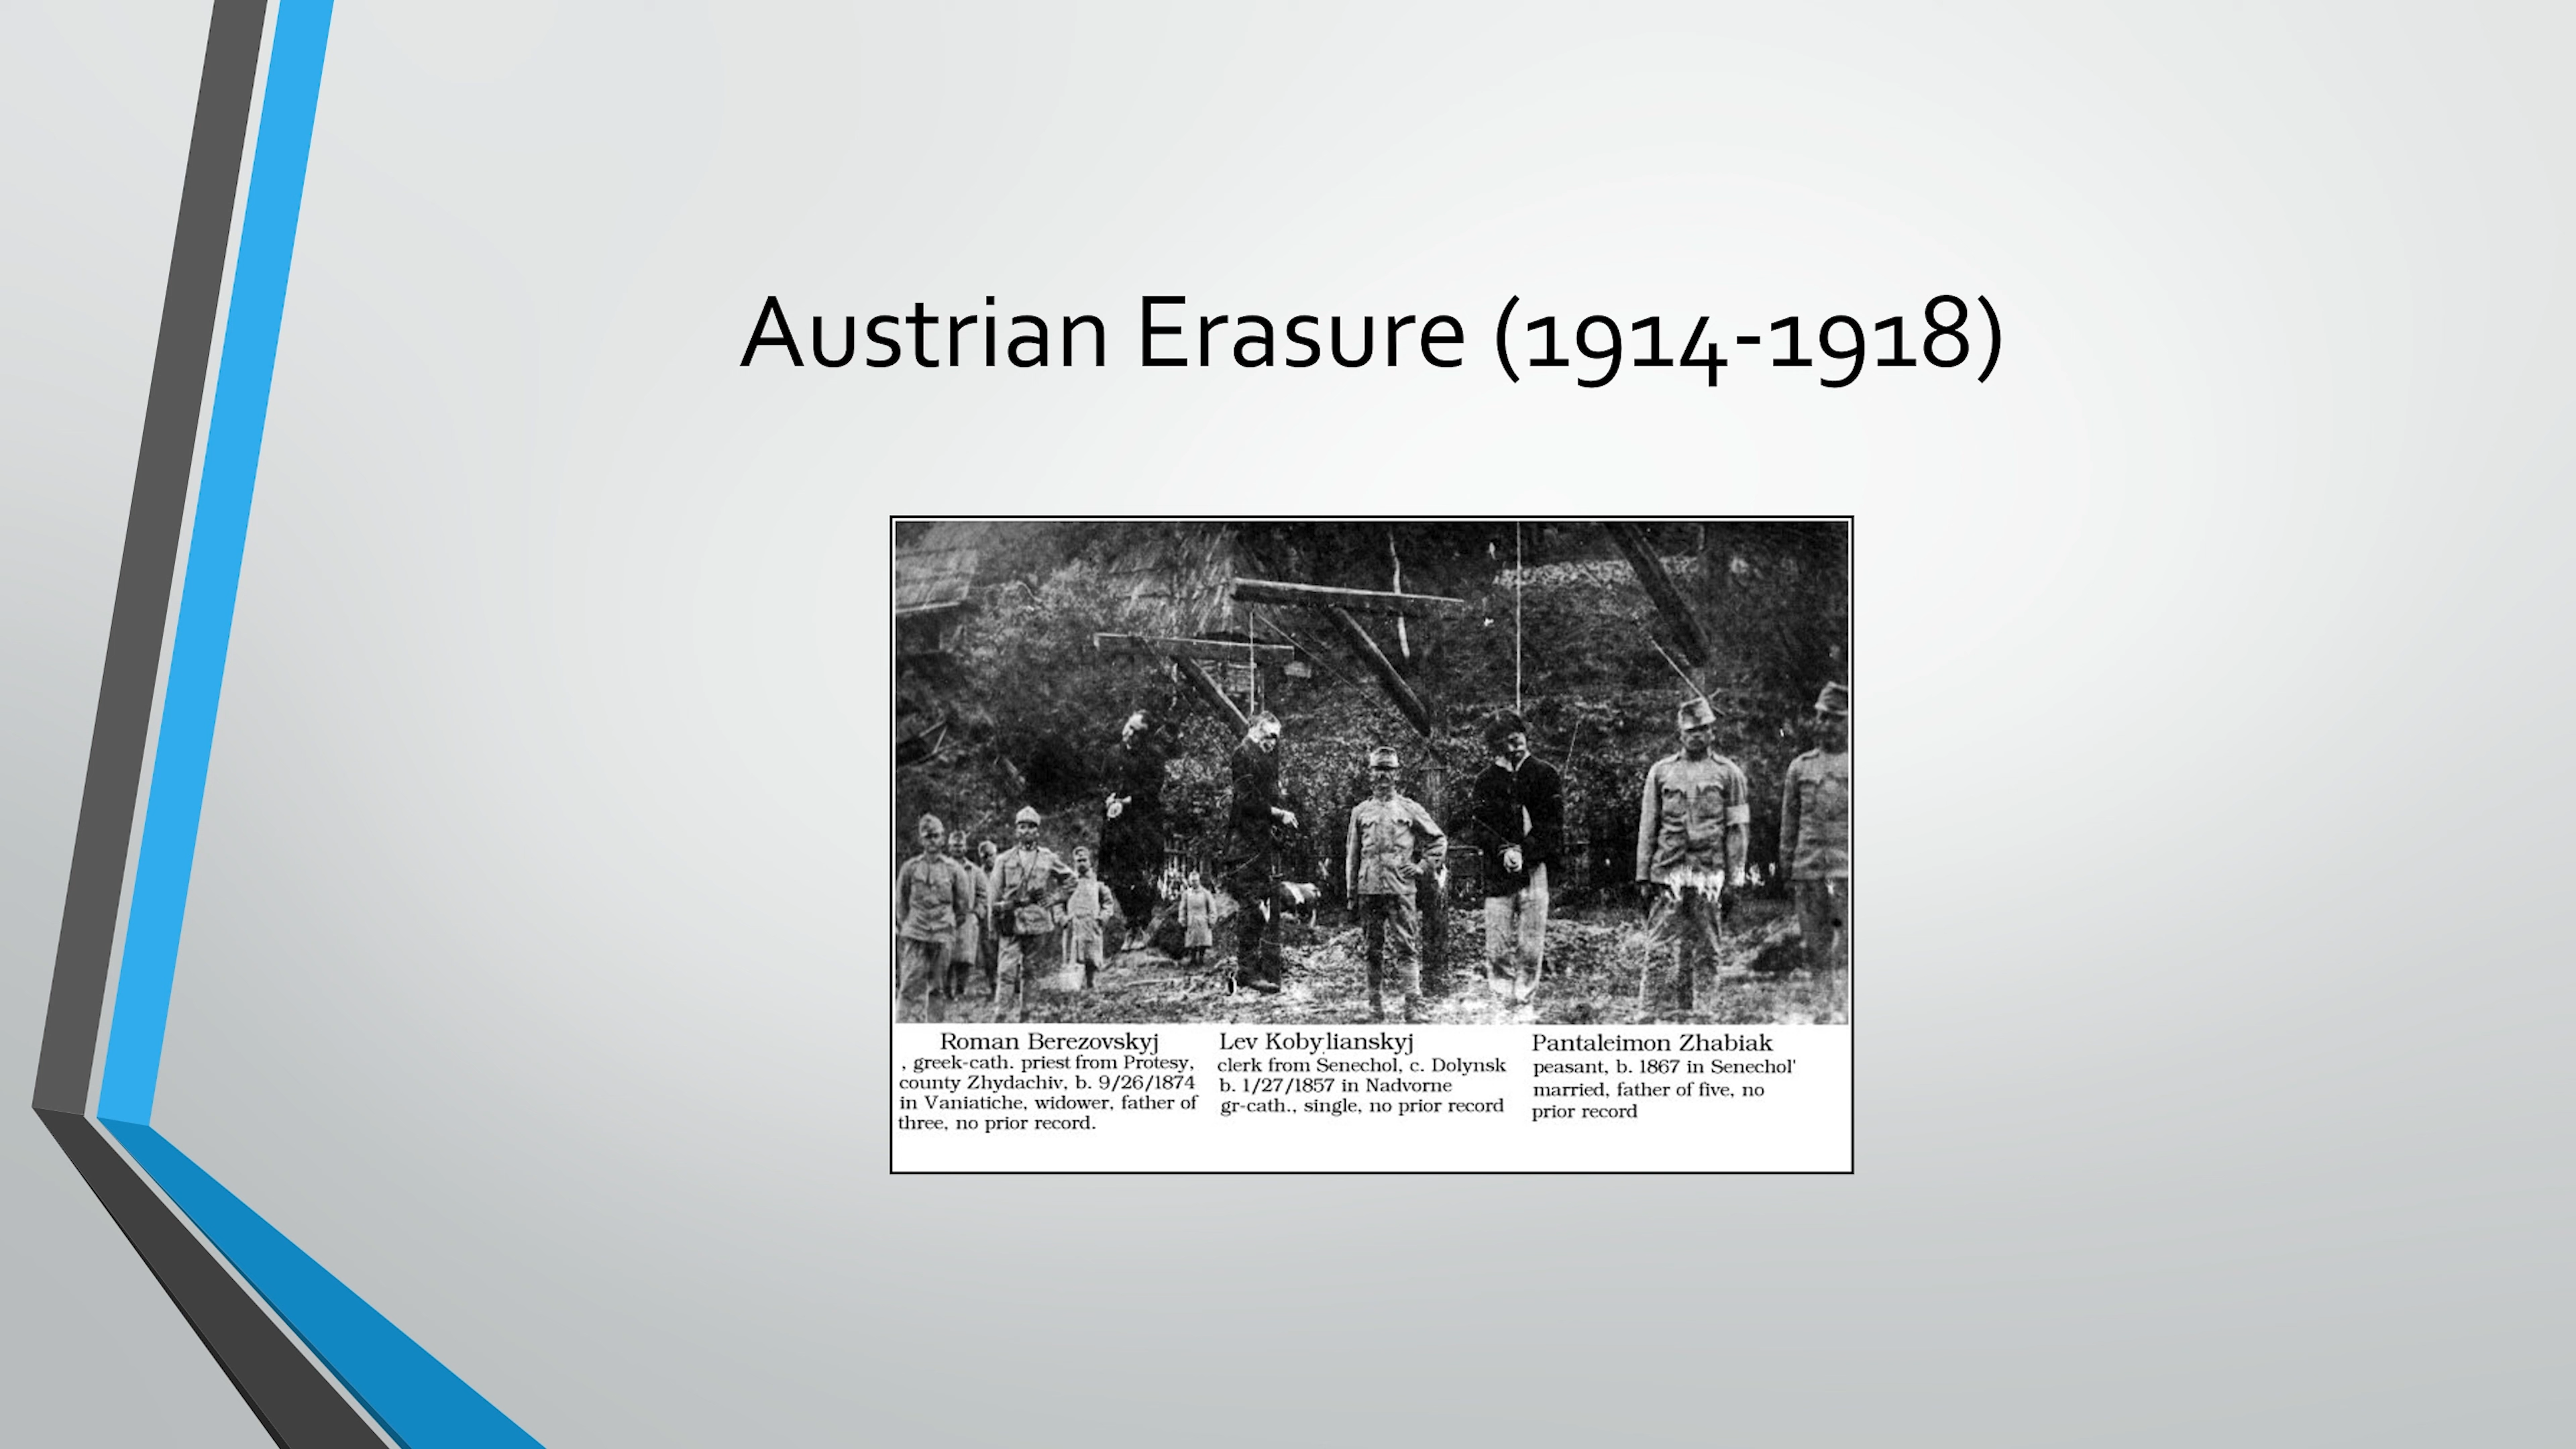 Austrian Erasure (1914-1918)
Roman Berezovskyj
, greek-cath. priest from Protesy,
county Zhydachiv, b. 9/26/1874
in Vaniatiche, widower, father of
three, no prior record.
Lev Kobylianskyj
clerk from Senechol, c. Dolynsk
b. 1/27/1857 in Nadvorne
gr-cath., single, no prior record
Pantaleimon Zhabiak
peasant, b. 1867 in Senechol'
married, father of five, no
prior record